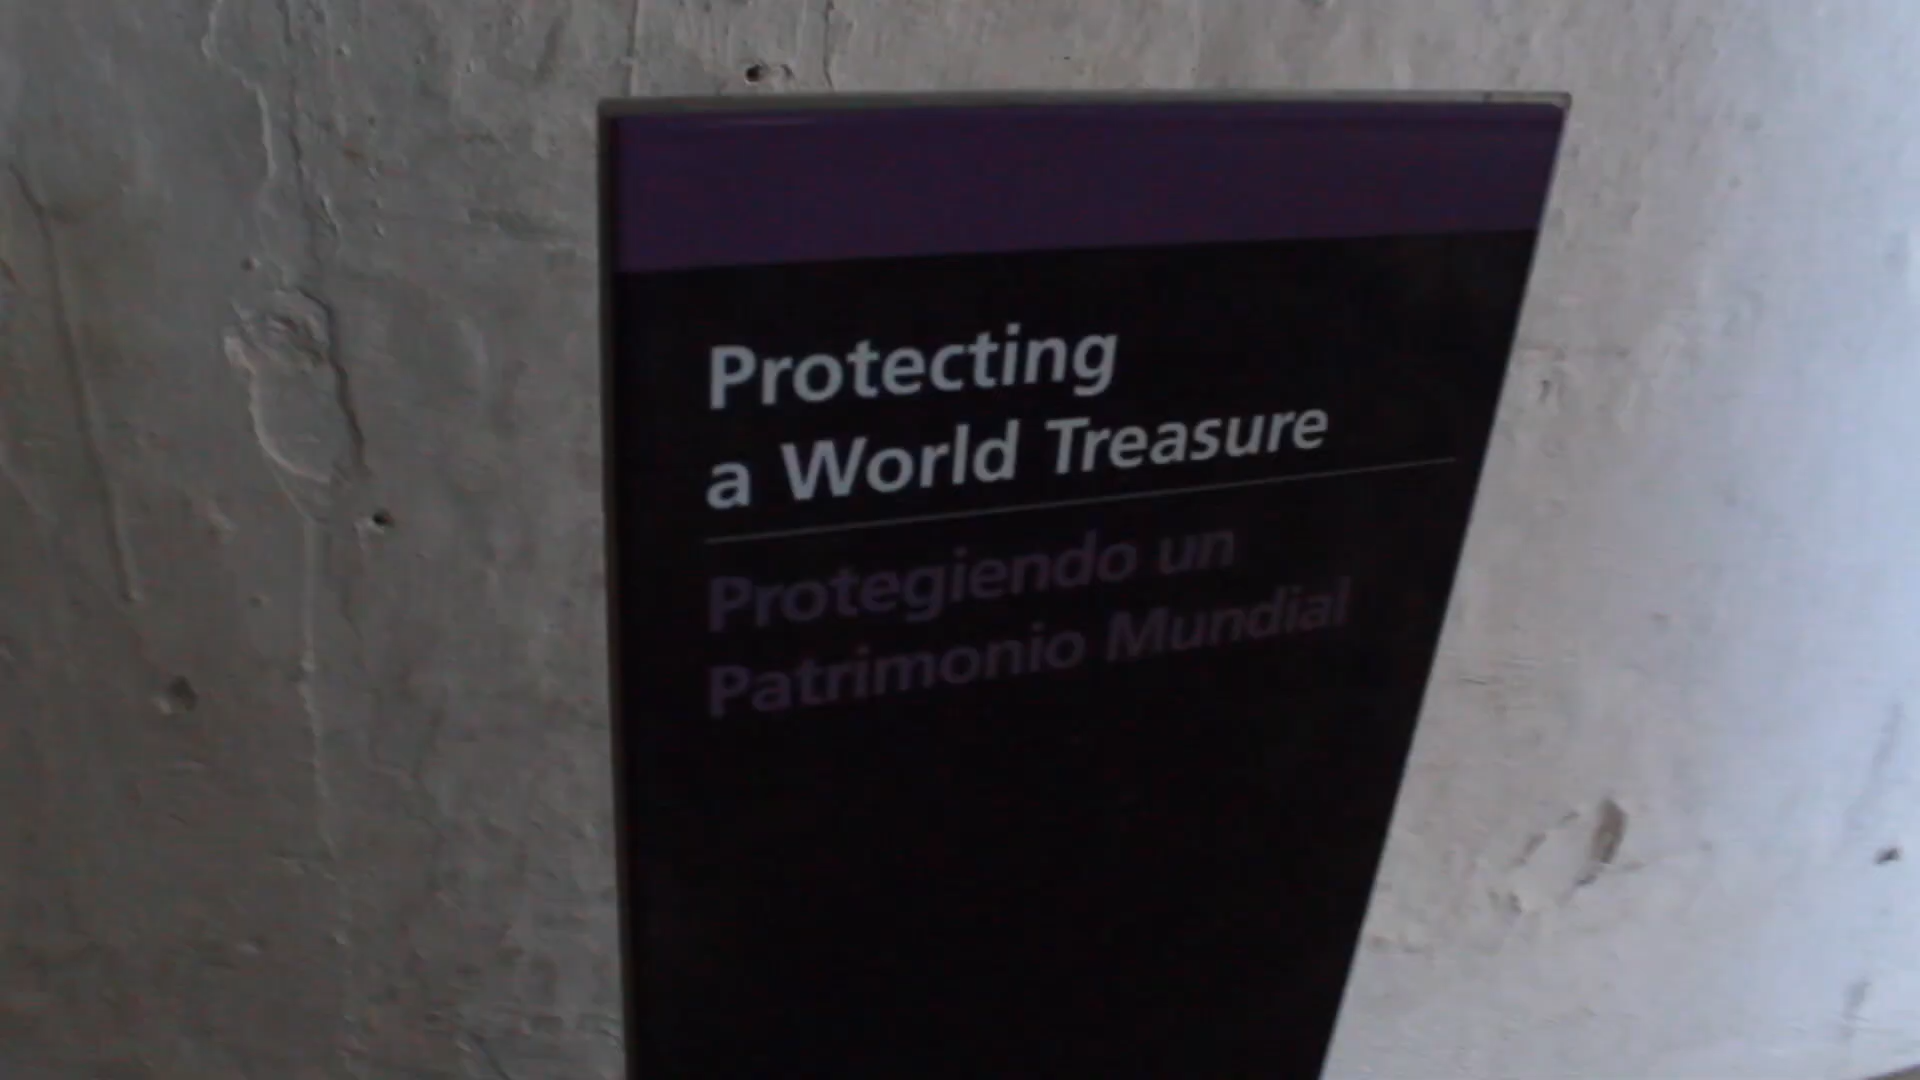 Protecting
a World Treasure
Protegiendo un
Patrimonio Mundial